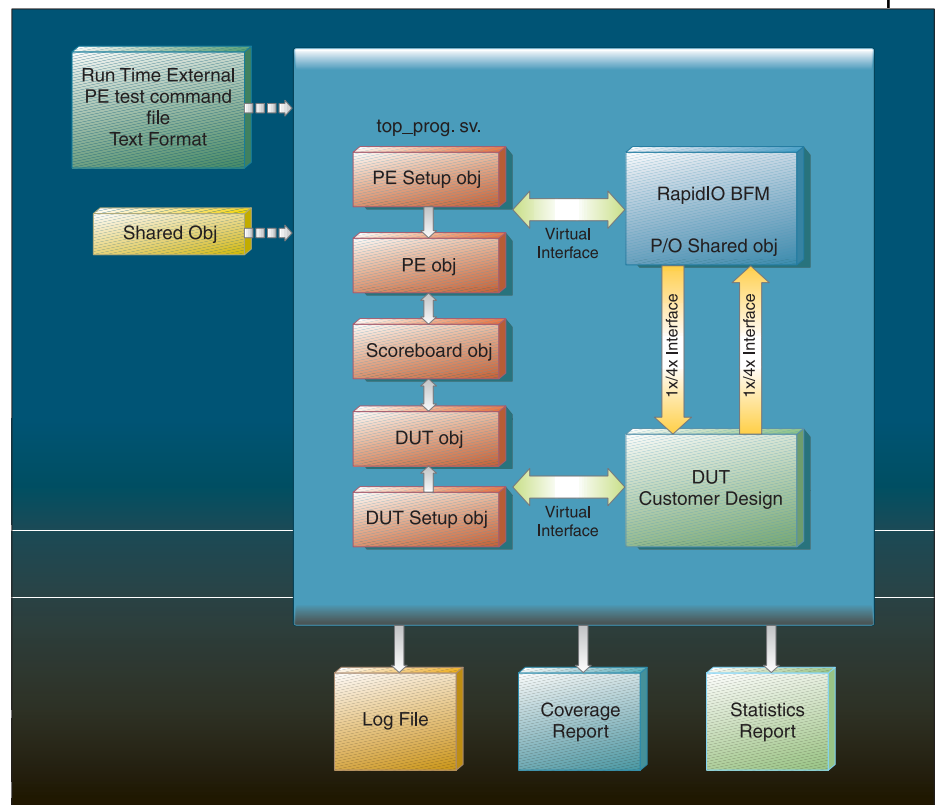 Run Time External
PE test command
file
Text Format
Shared Obj
top_prog. sv.
PE Setup obj
PE obj
Scoreboard obj
DUT obj
DUT Setup obj
Virtual
Interface
RapidIO BFM
P/O Shared obj
1x/4x Interface
1x/4x Interface
Virtual
Interface
DUT
Customer Design
Log File
Coverage
Report
Statistics
Report